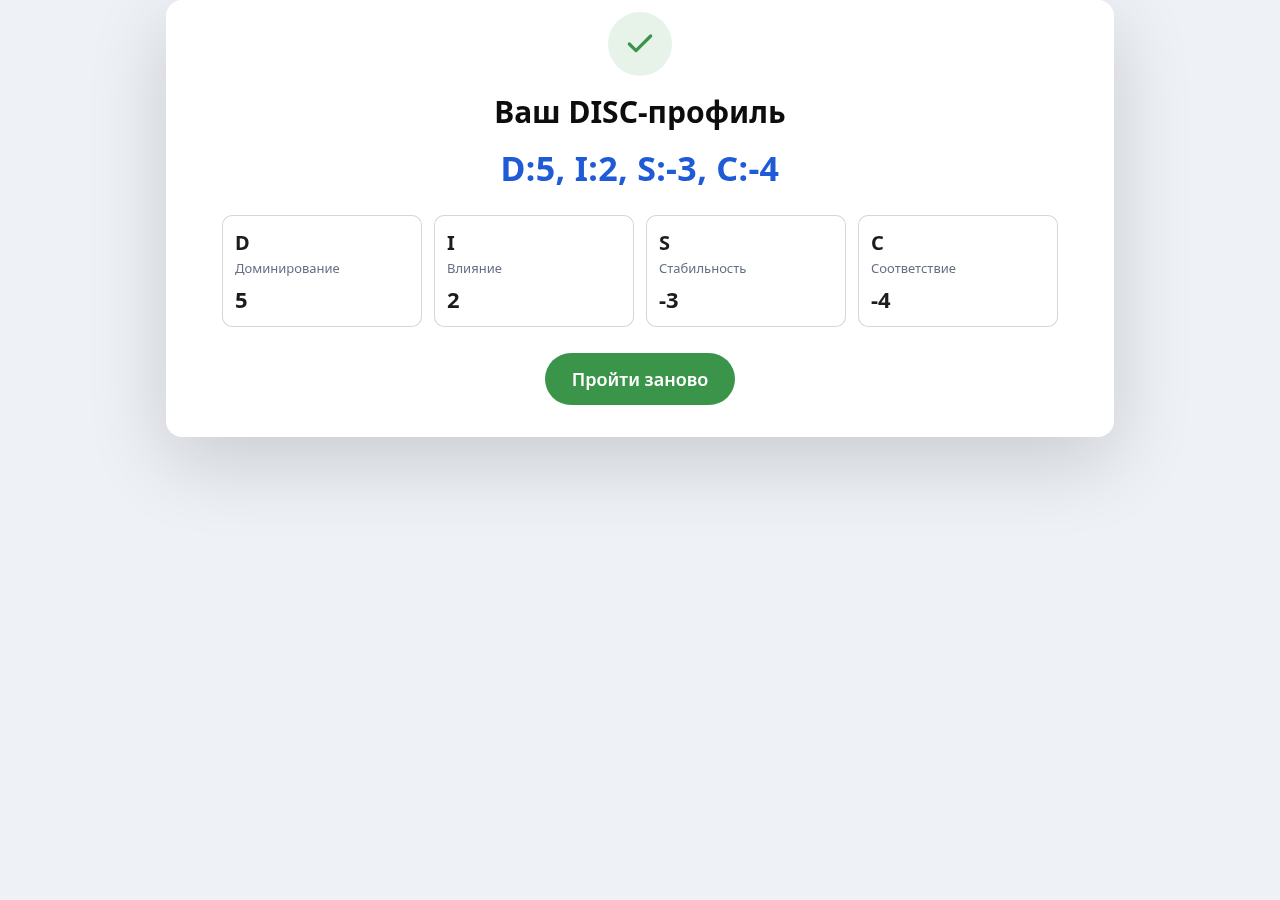 Ваш DISC-профиль
D:5, I:2, S:-3, C:-4
D
Доминирование
5
I
Влияние
2
S
Стабильность
-3
C
Соответствие
-4
Пройти заново